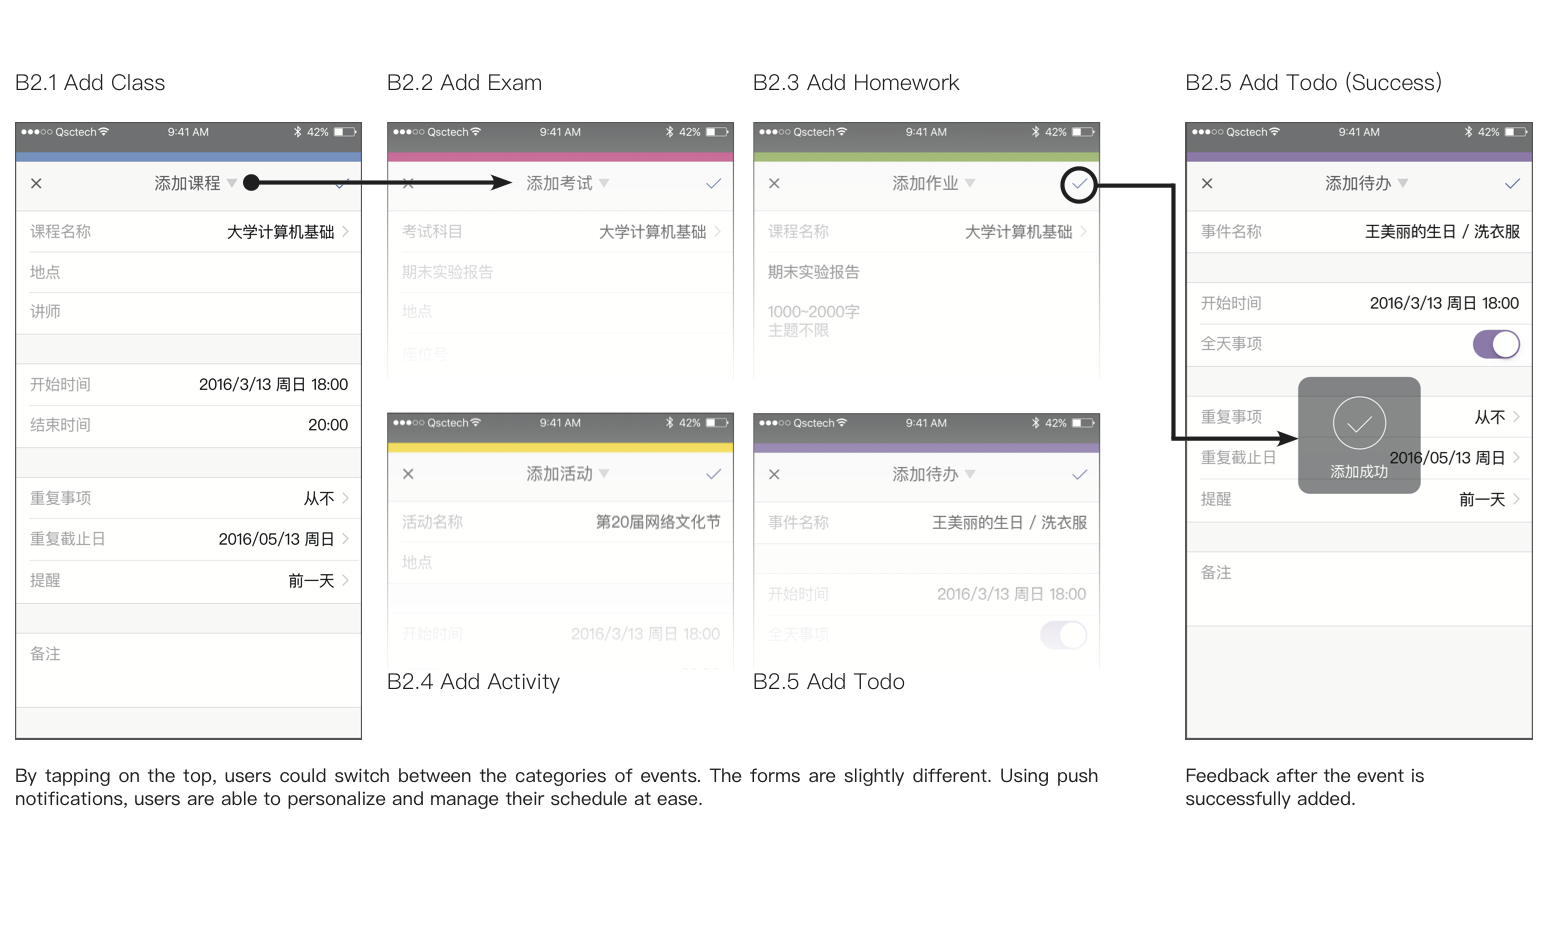 B2.1 Add Class
●●●○○ Qsctech 9:41 AM 42%
× 添加课程 ▼
课程名称 大学计算机基础
地点
讲师
开始时间 2016/3/13 周日 18:00
结束时间 20:00
重复事项 从不
重复截止日 2016/05/13 周日
提醒 前一天
备注
B2.2 Add Exam
●●●○○ Qsctech 9:41 AM 42%
添加考试 ▼
考试科目 大学计算机基础
期末实验报告
地点
座位号
B2.3 Add Homework
●●●○○ Qsctech 9:41 AM 42%
× 添加作业 ▼
课程名称 大学计算机基础
期末实验报告
1000~2000字
主题不限
●●●○○ Qsctech 9:41 AM 42%
× 添加活动 ▼
活动名称 第20届网络文化节
地点
开始时间 2016/3/13 周日 18:00
B2.4 Add Activity
●●●○○ Qsctech 9:41 AM 42%
× 添加待办 ▼
事件名称 王美丽的生日 / 洗衣服
开始时间 2016/3/13 周日 18:00
全天事项
B2.5 Add Todo
B2.5 Add Todo (Success)
●●●○○ Qsctech 9:41 AM 42%
× 添加待办 ▼
事件名称 王美丽的生日 / 洗衣服
开始时间 2016/3/13 周日 18:00
全天事项
重复事项 从不
重复截止日 2016/05/13 周日
添加成功
提醒 前一天
备注
By tapping on the top, users could switch between the categories of events. The forms are slightly different. Using push
notifications, users are able to personalize and manage their schedule at ease.
Feedback after the event is
successfully added.